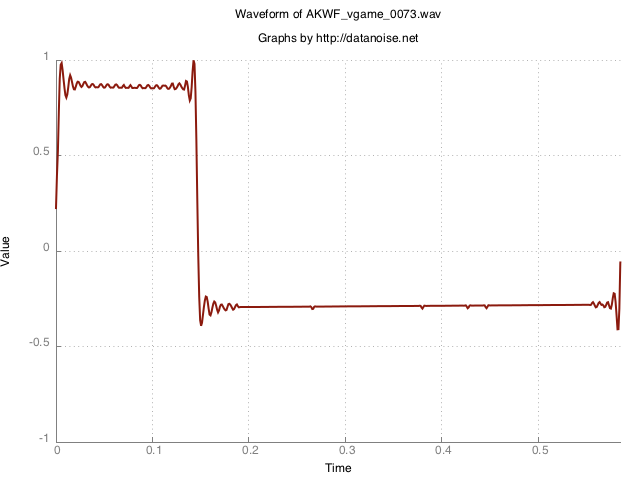 Waveform of AKWF_vgame_0073.wav
Graphs by http://datanoise.net
1
0.5
0
-0.5
-1
Value
0 0.1 0.2 0.3 0.4 0.5
Time